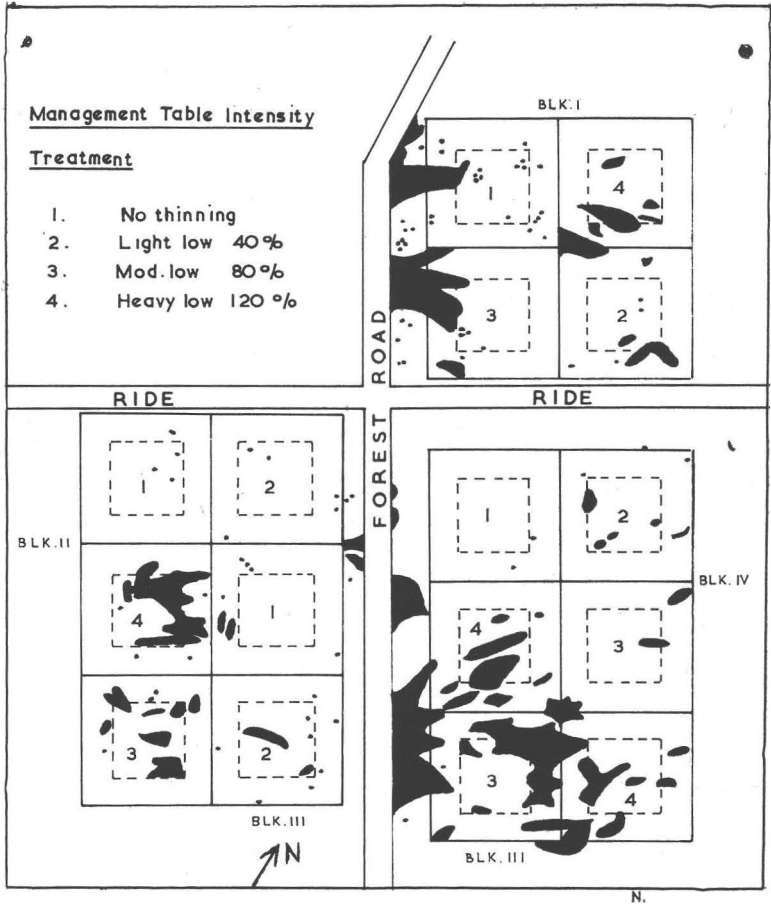 Management Table Intensity
Treatment
1. No thinning
2. Light low 40%
3. Mod. low 80%
4. Heavy low 120%
BLK.I
1
4
3
2
FOREST ROAD
RIDE
RIDE
BLK.II
1
2
4
1
3
2
BLK.III
N
1
2
BLK.IV
4
3
3
4
BLK.III
N.